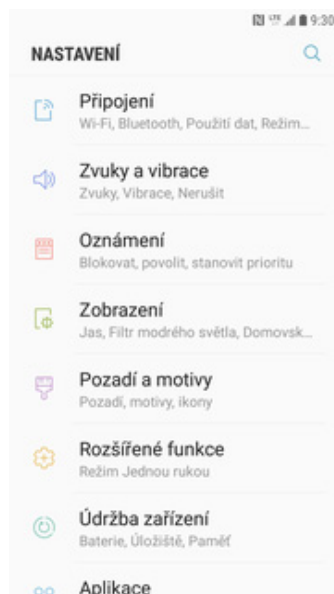 9:30
NASTAVENÍ
Připojení
Wi-Fi, Bluetooth, Použití dat, Režim...
Zvuky a vibrace
Zvuky, Vibrace, Nerušit
Oznámení
Blokovat, povolit, stanovit prioritu
Zobrazení
Jas, Filtr modrého světla, Domovsk...
Pozadí a motivy
Pozadí, motivy, ikony
Rozšířené funkce
Režim Jednou rukou
Údržba zařízení
Baterie, Úložiště, Paměť
Aplikace